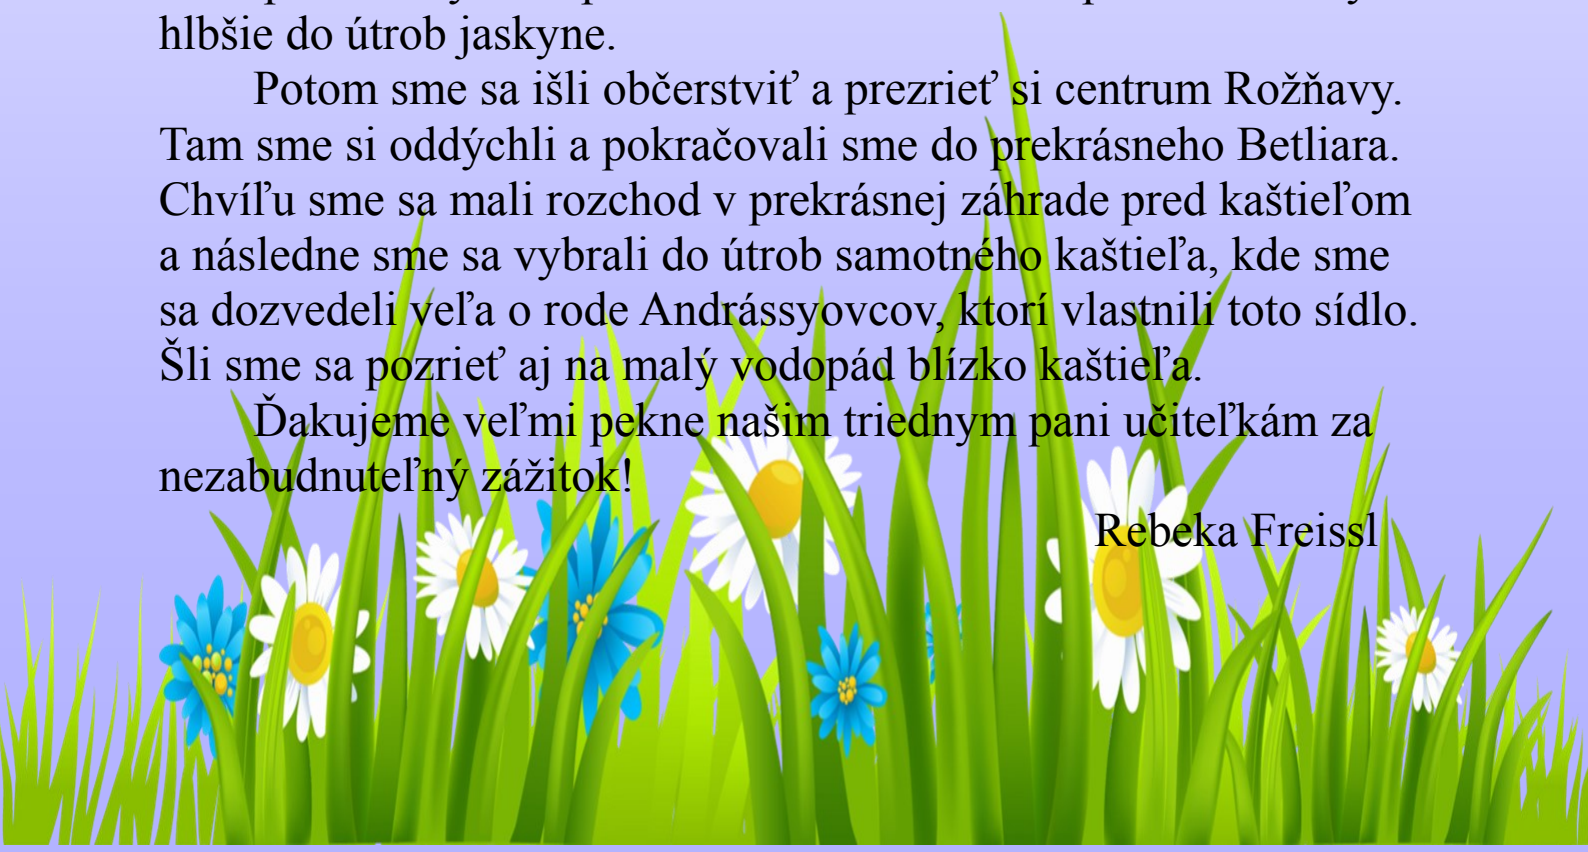 hlbšie do útrob jaskyne.
Potom sme sa išli občerstviť a prezrieť si centrum Rožňavy.
Tam sme si oddýchli a pokračovali sme do prekrásneho Betliara.
Chvíľu sme sa mali rozchod v prekrásnej záhrade pred kaštieľom
a následne sme sa vybrali do útrob samotného kaštieľa, kde sme
sa dozvedeli veľa o rode Andrássyovcov, ktorí vlastnili toto sídlo.
Šli sme sa pozrieť aj na malý vodopád blízko kaštieľa.
Ďakujeme veľmi pekne našim triednym pani učiteľkám za
nezabudnuteľný zážitok!
Rebeka Freissl